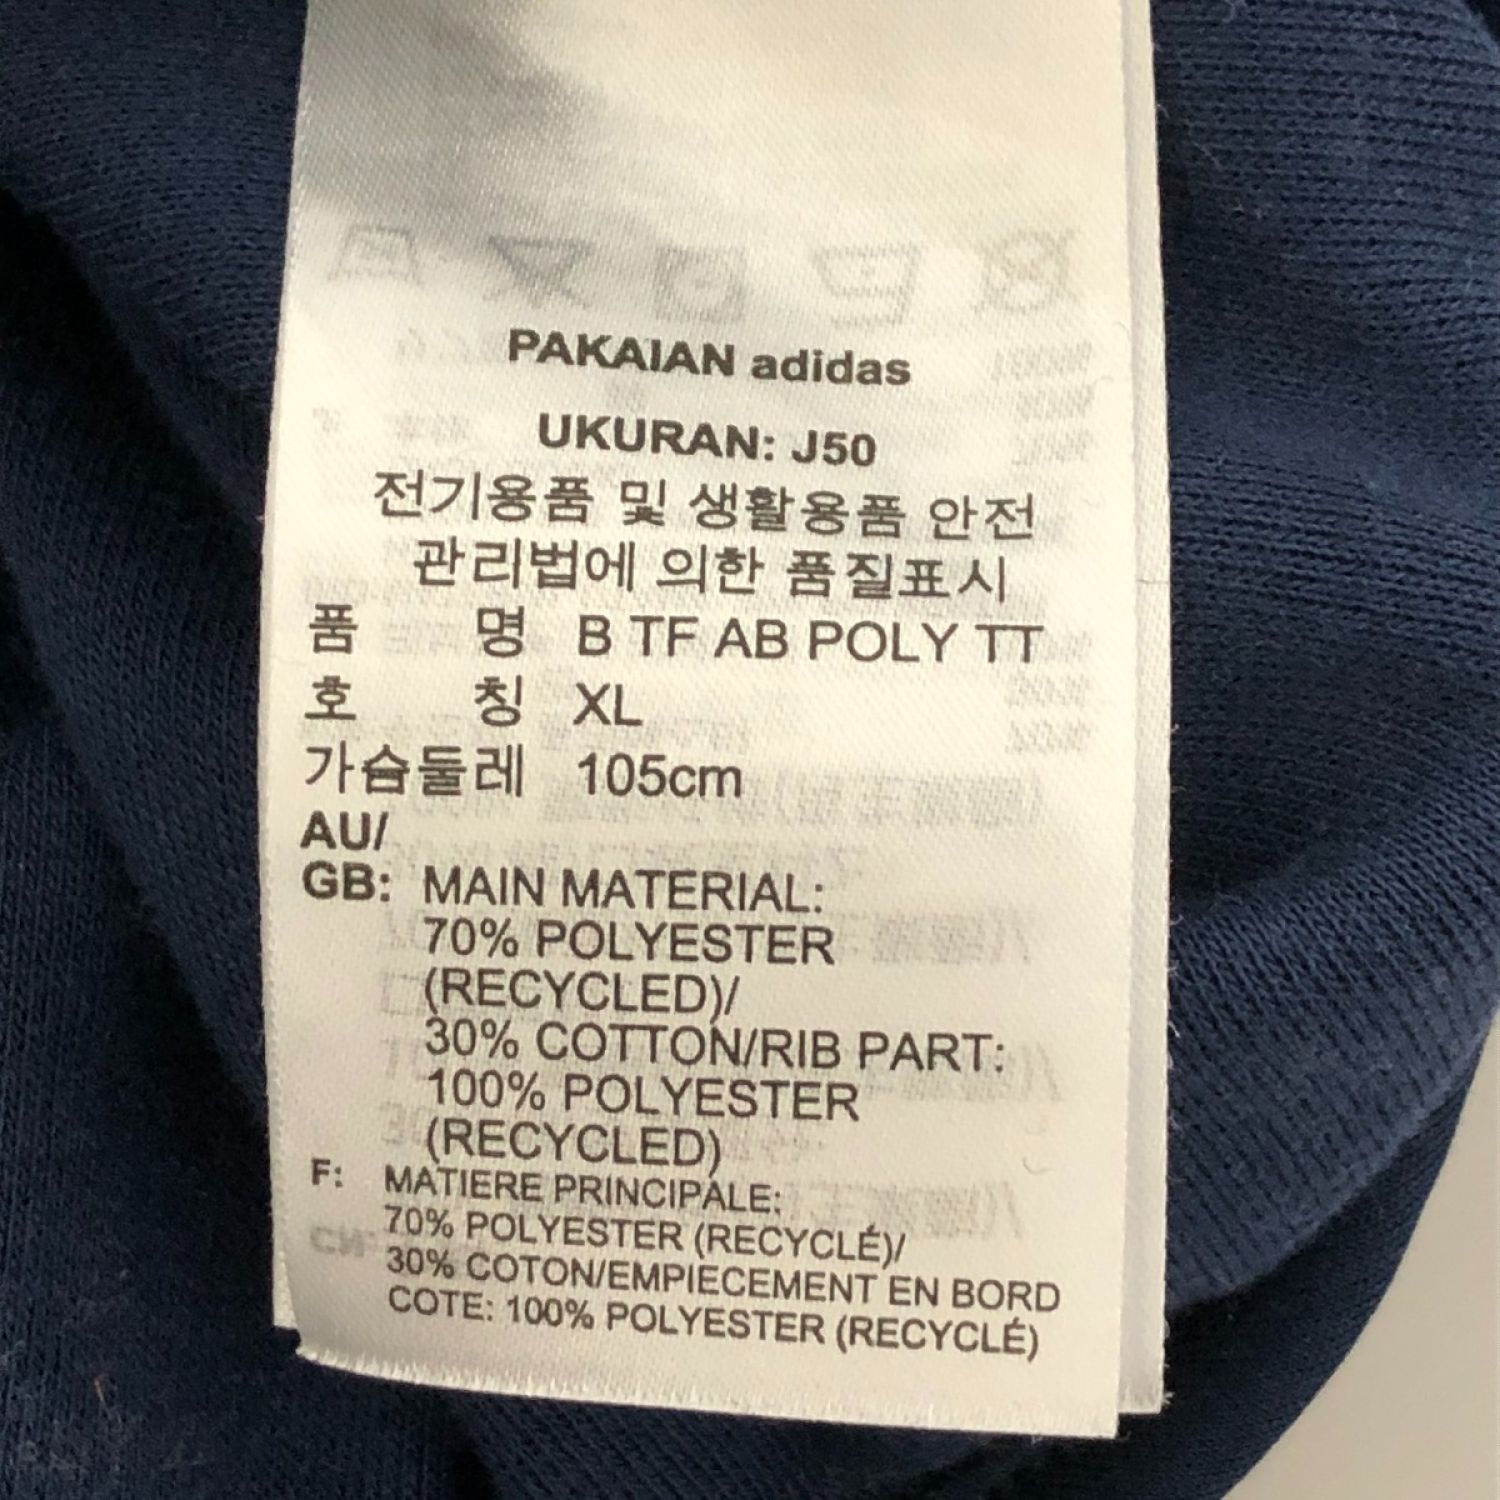 PAKAIAN adidas
UKURAN: J50
전기용품 및 생활용품 안전
관리법에 의한 품질표시
품 명 B TF AB POLY TT
호 칭 XL
가슴둘레 105cm
AU/
GB: MAIN MATERIAL:
70% POLYESTER
(RECYCLED)/
30% COTTON/RIB PART:
100% POLYESTER
(RECYCLED)
F: MATIERE PRINCIPALE:
70% POLYESTER (RECYCLÉ)/
30% COTON/EMPIECEMENT EN BORD
COTE: 100% POLYESTER (RECYCLÉ)